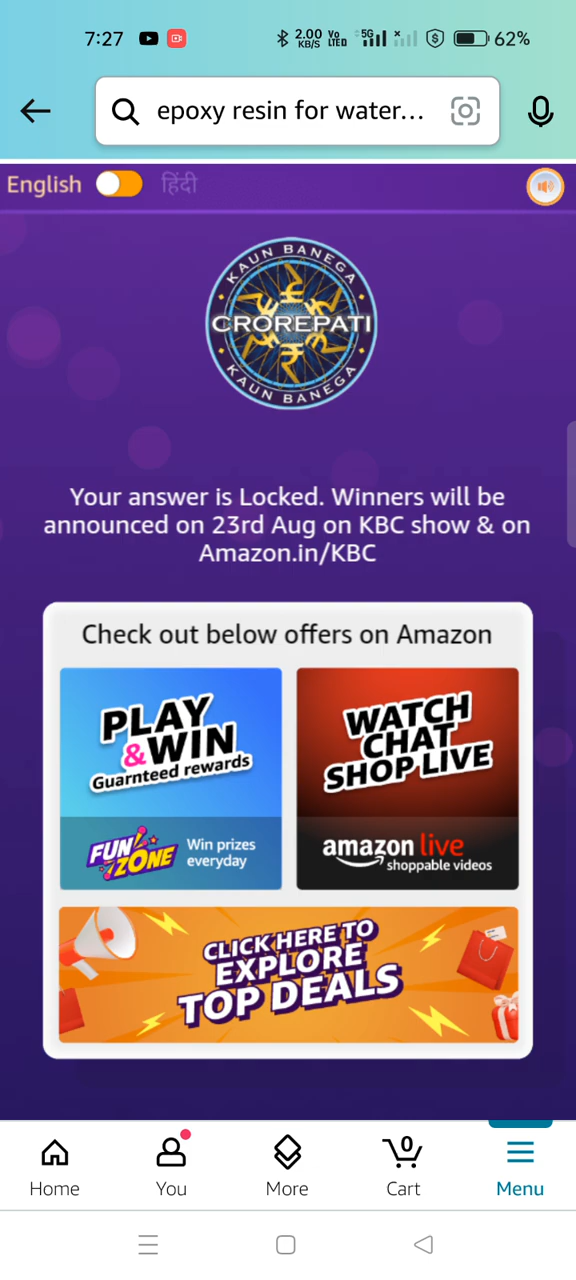 7:27
2.00
KB/S
Vo
LTED
5G
62%
epoxy resin for water...
English
हिंदी
KAUN BANEGA
CROREPATI
KAUN BANEGA
Your answer is Locked. Winners will be
announced on 23rd Aug on KBC show & on
Amazon.in/KBC
Check out below offers on Amazon
PLAY
&WIN
Guarnteed rewards
FUN
ZONE
Win prizes
everyday
WATCH
CHAT
SHOP LIVE
amazon live
shoppable videos
CLICK HERE TO
EXPLORE
TOP DEALS
Home
You
More
0
Cart
Menu